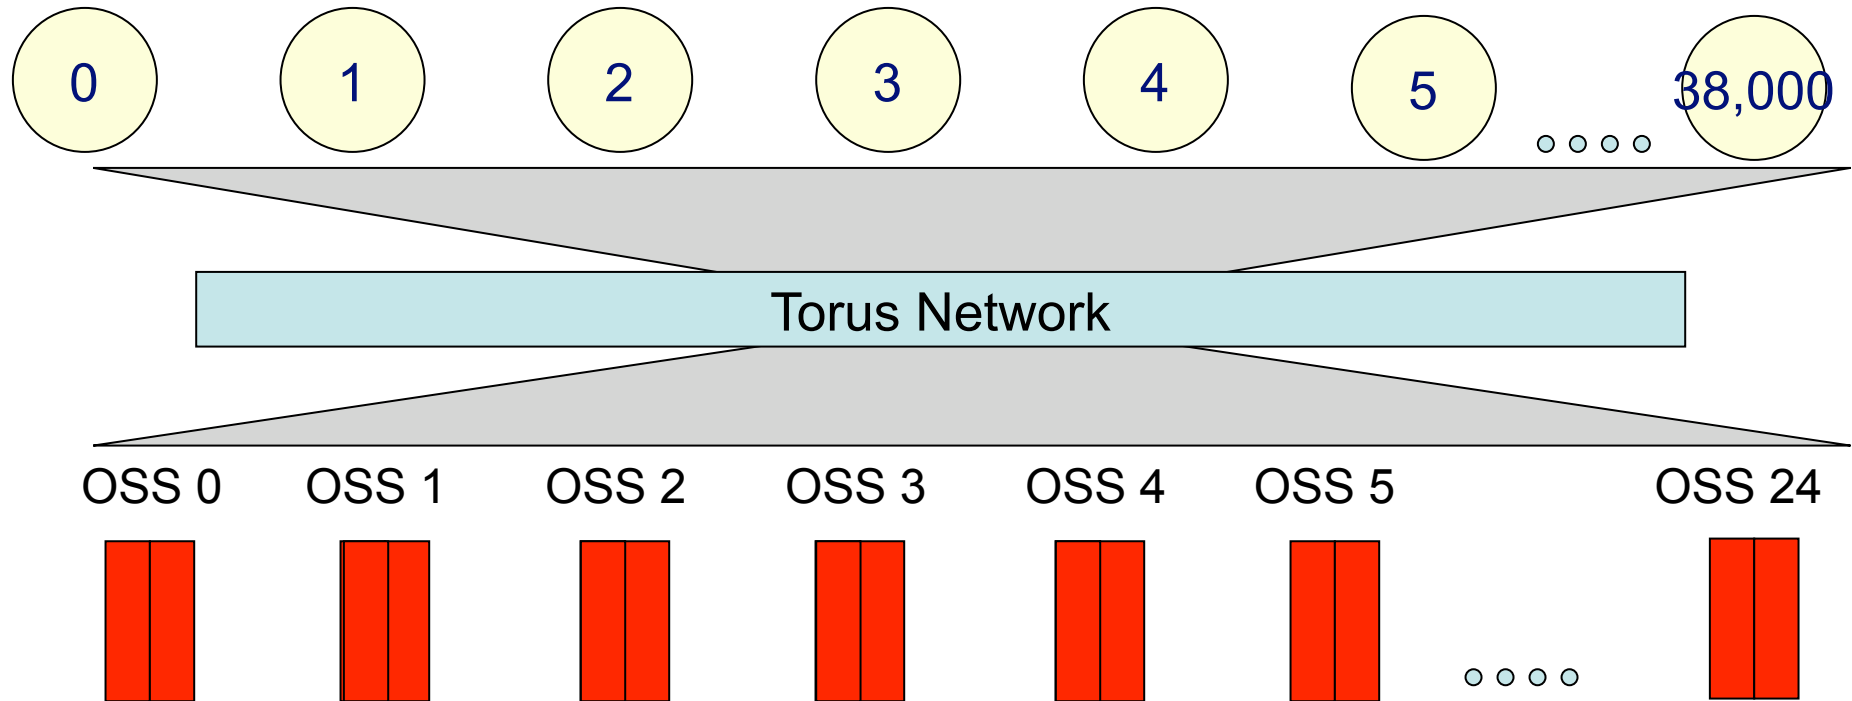 0 1 2 3 4 5 38,000
Torus Network
OSS 0 OSS 1 OSS 2 OSS 3 OSS 4 OSS 5 OSS 24